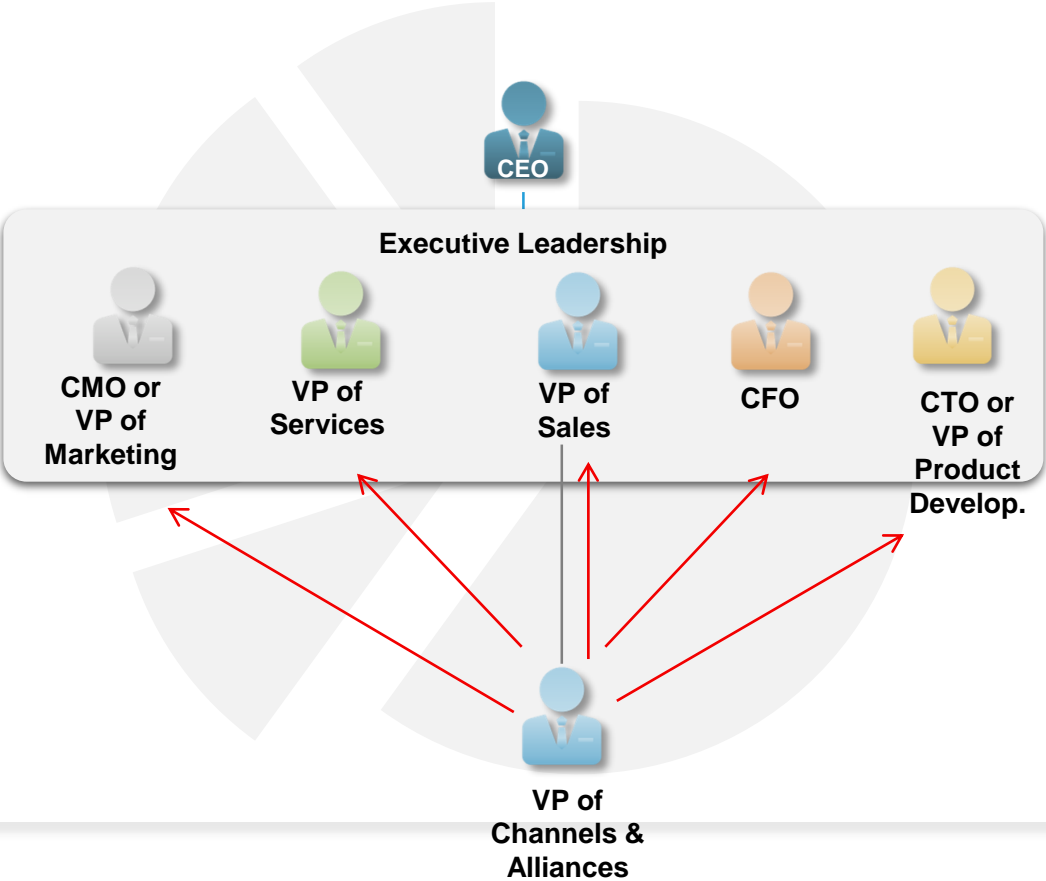 CEO
Executive Leadership
CMO or
VP of
Marketing
VP of
Services
VP of
Sales
CFO
CTO or
VP of
Product
Develop.
VP of
Channels &
Alliances